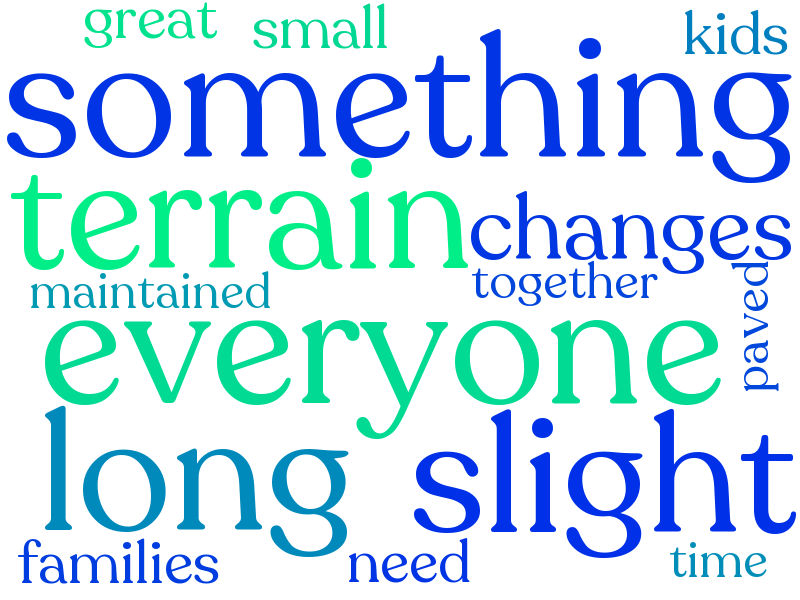 great small kids
something
terrain
changes
maintained together
paved
everyone
long slight
families need time